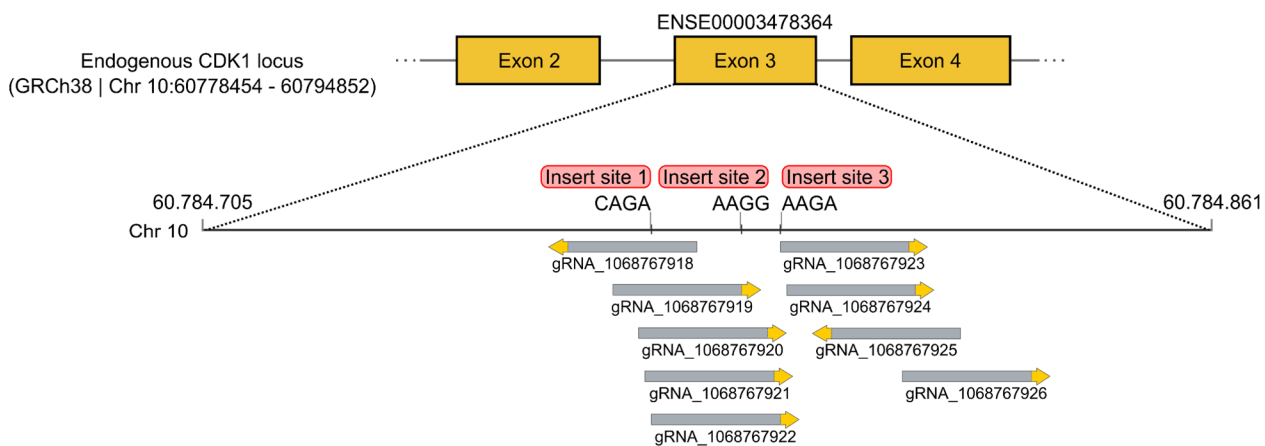 ENSE00003478364
Endogenous CDK1 locus
(GRCh38 | Chr 10:60778454 - 60794852)
··· Exon 2 Exon 3 Exon 4 ···
Insert site 1 Insert site 2 Insert site 3
60.784.705 CAGA AAGG AAGA 60.784.861
Chr 10
gRNA_1068767918 gRNA_1068767923
gRNA_1068767919 gRNA_1068767924
gRNA_1068767920 gRNA_1068767925
gRNA_1068767921 gRNA_1068767926
gRNA_1068767922